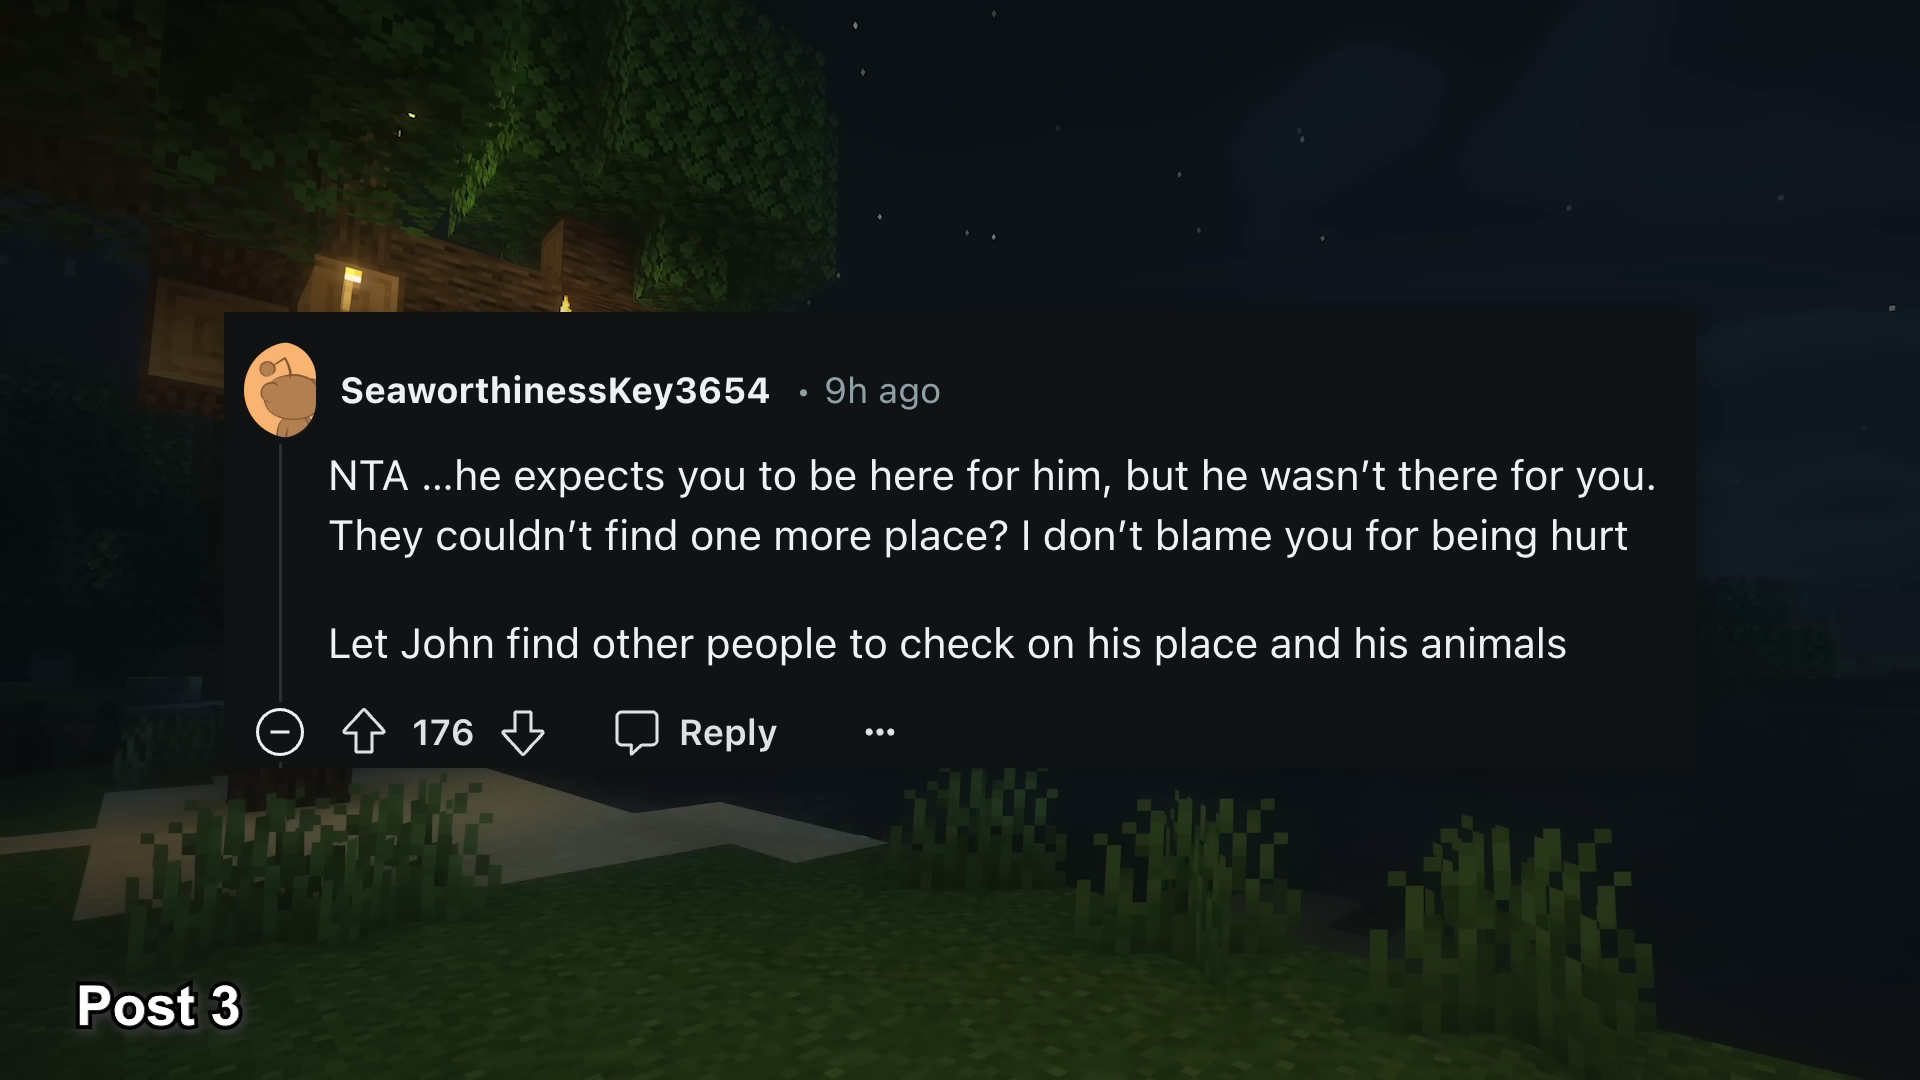 SeaworthinessKey3654 • 9h ago
NTA ...he expects you to be here for him, but he wasn’t there for you.
They couldn’t find one more place? I don’t blame you for being hurt
Let John find other people to check on his place and his animals
176 Reply ...
Post 3